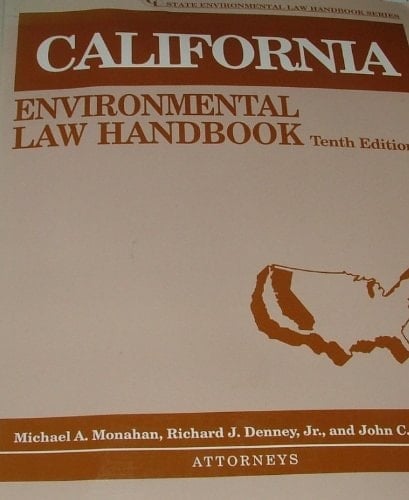 STATE ENVIRONMENTAL LAW HANDBOOK SERIES
CALIFORNIA
ENVIRONMENTAL
LAW HANDBOOK Tenth Edition
Michael A. Monahan, Richard J. Denney, Jr., and John C.
ATTORNEYS